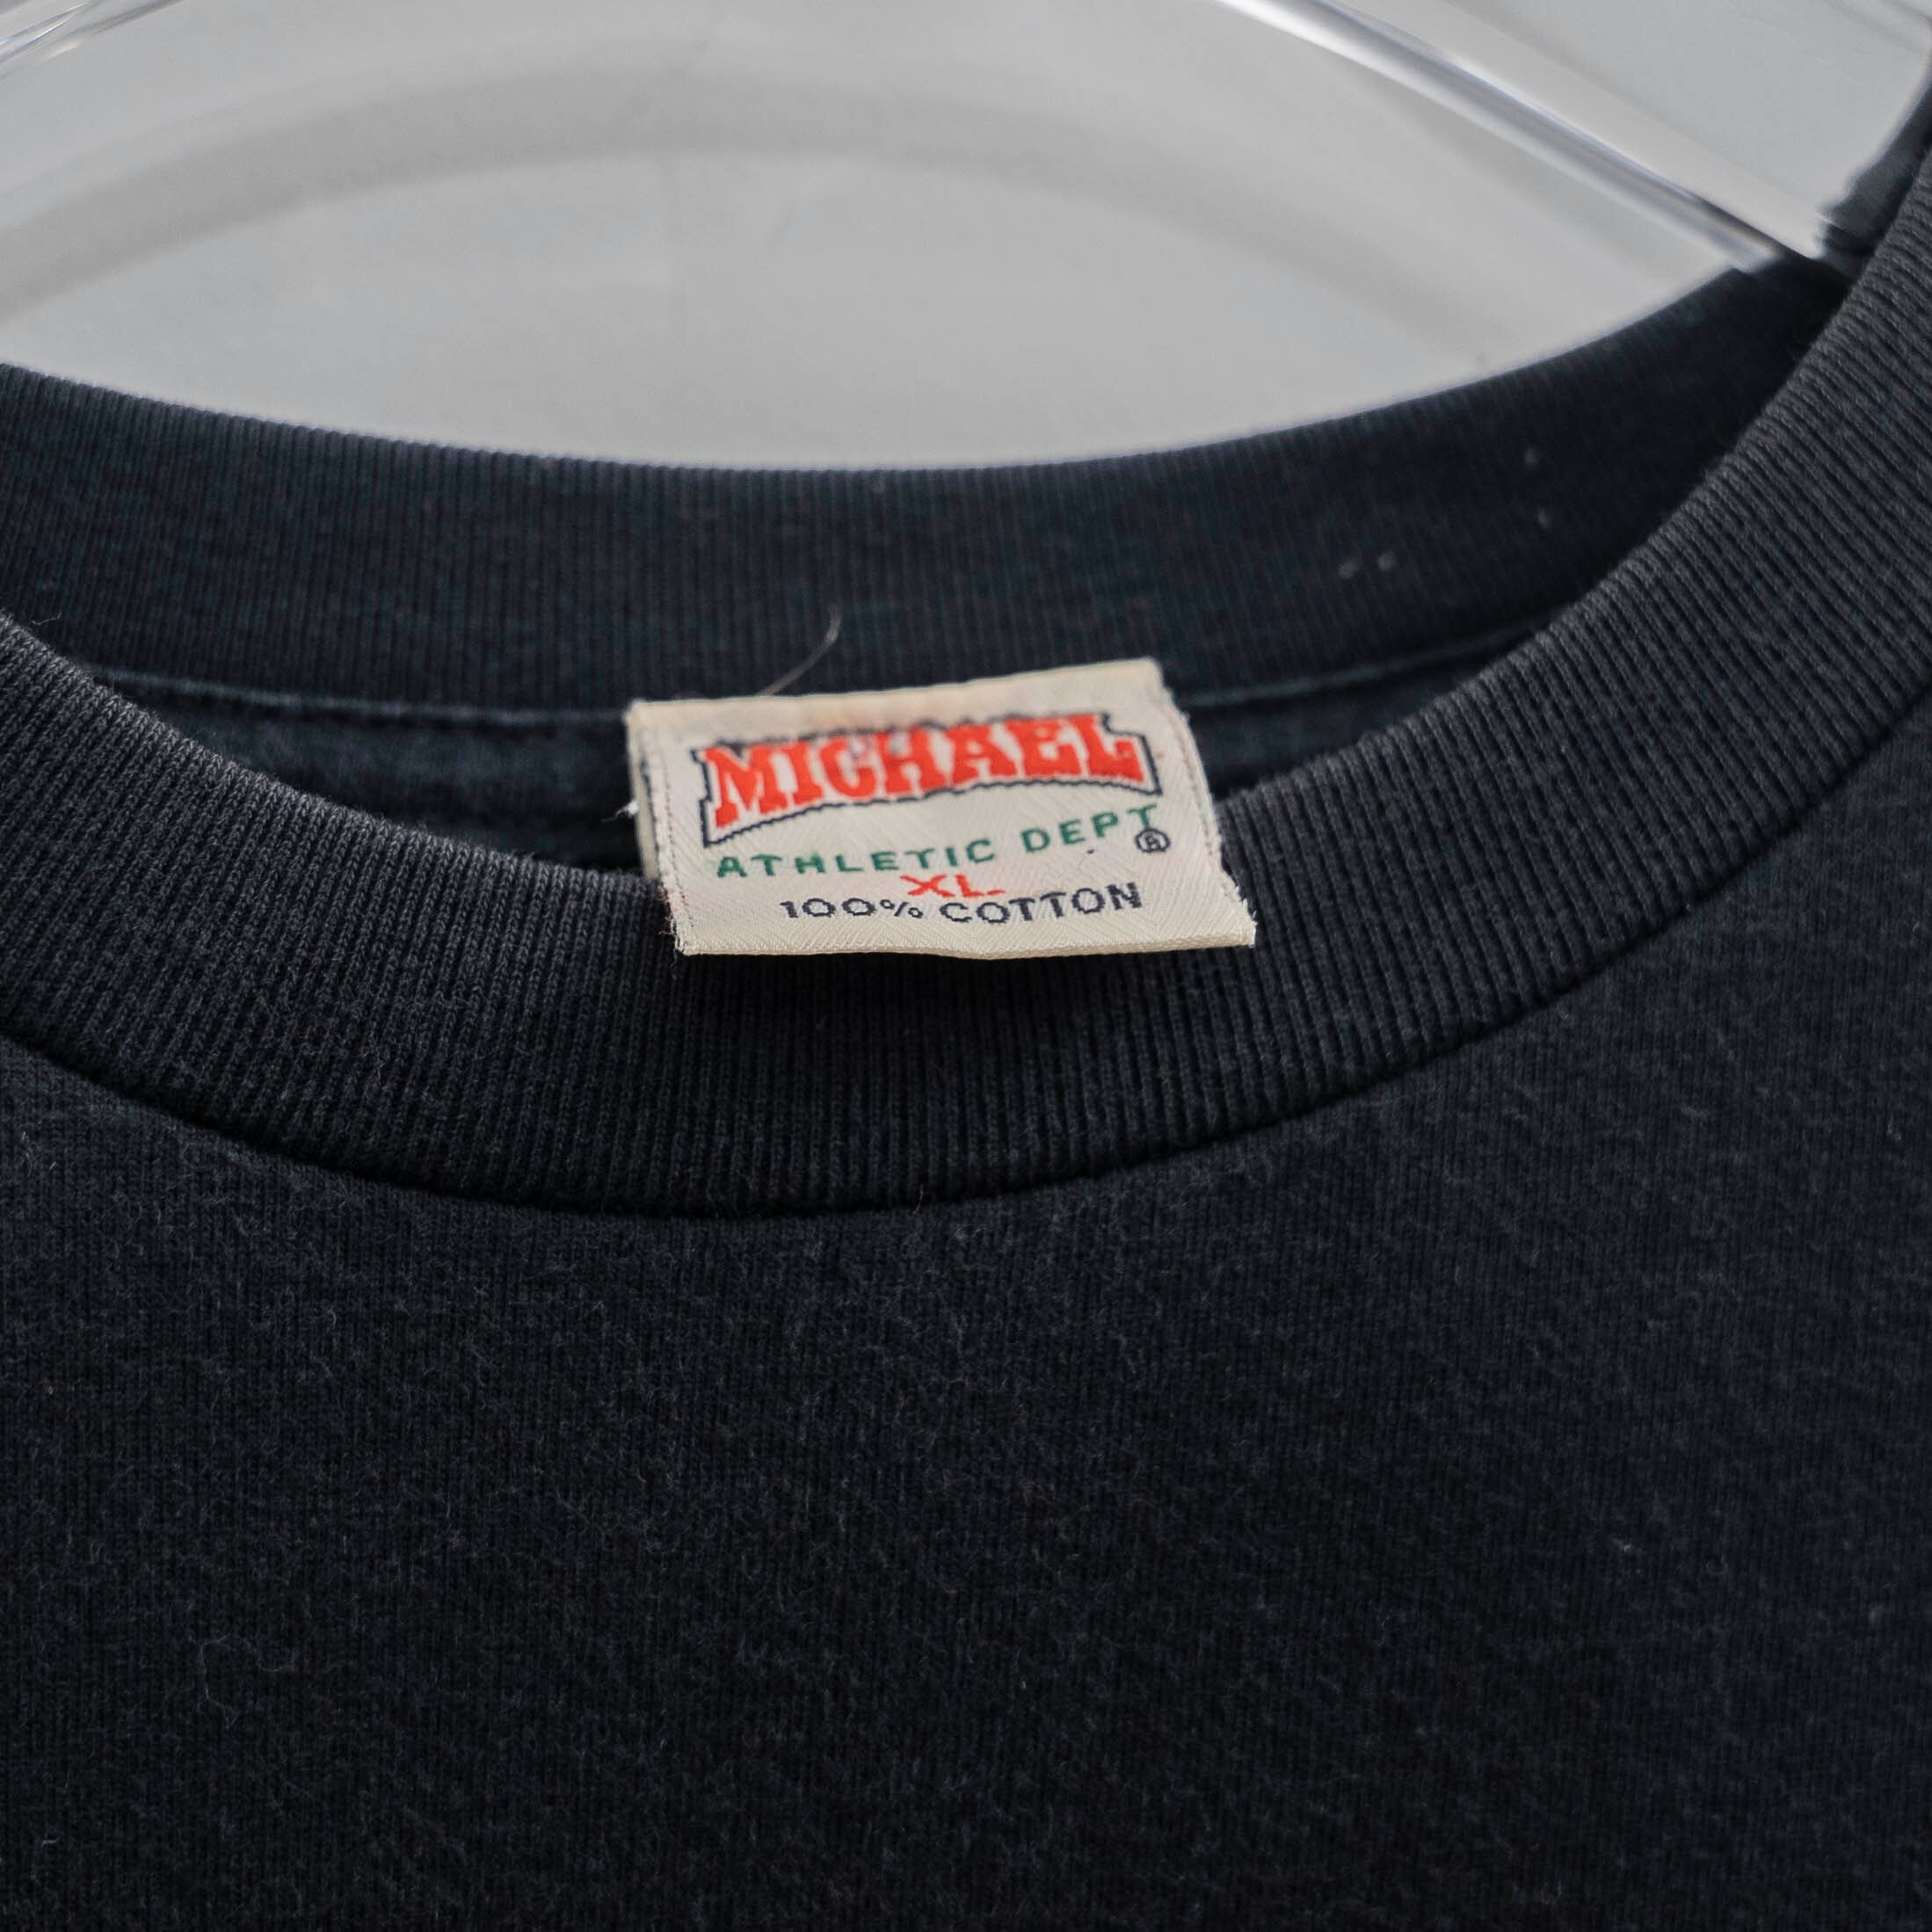 MICHAEL
ATHLETIC DEPT
®
XL
100% COTTON